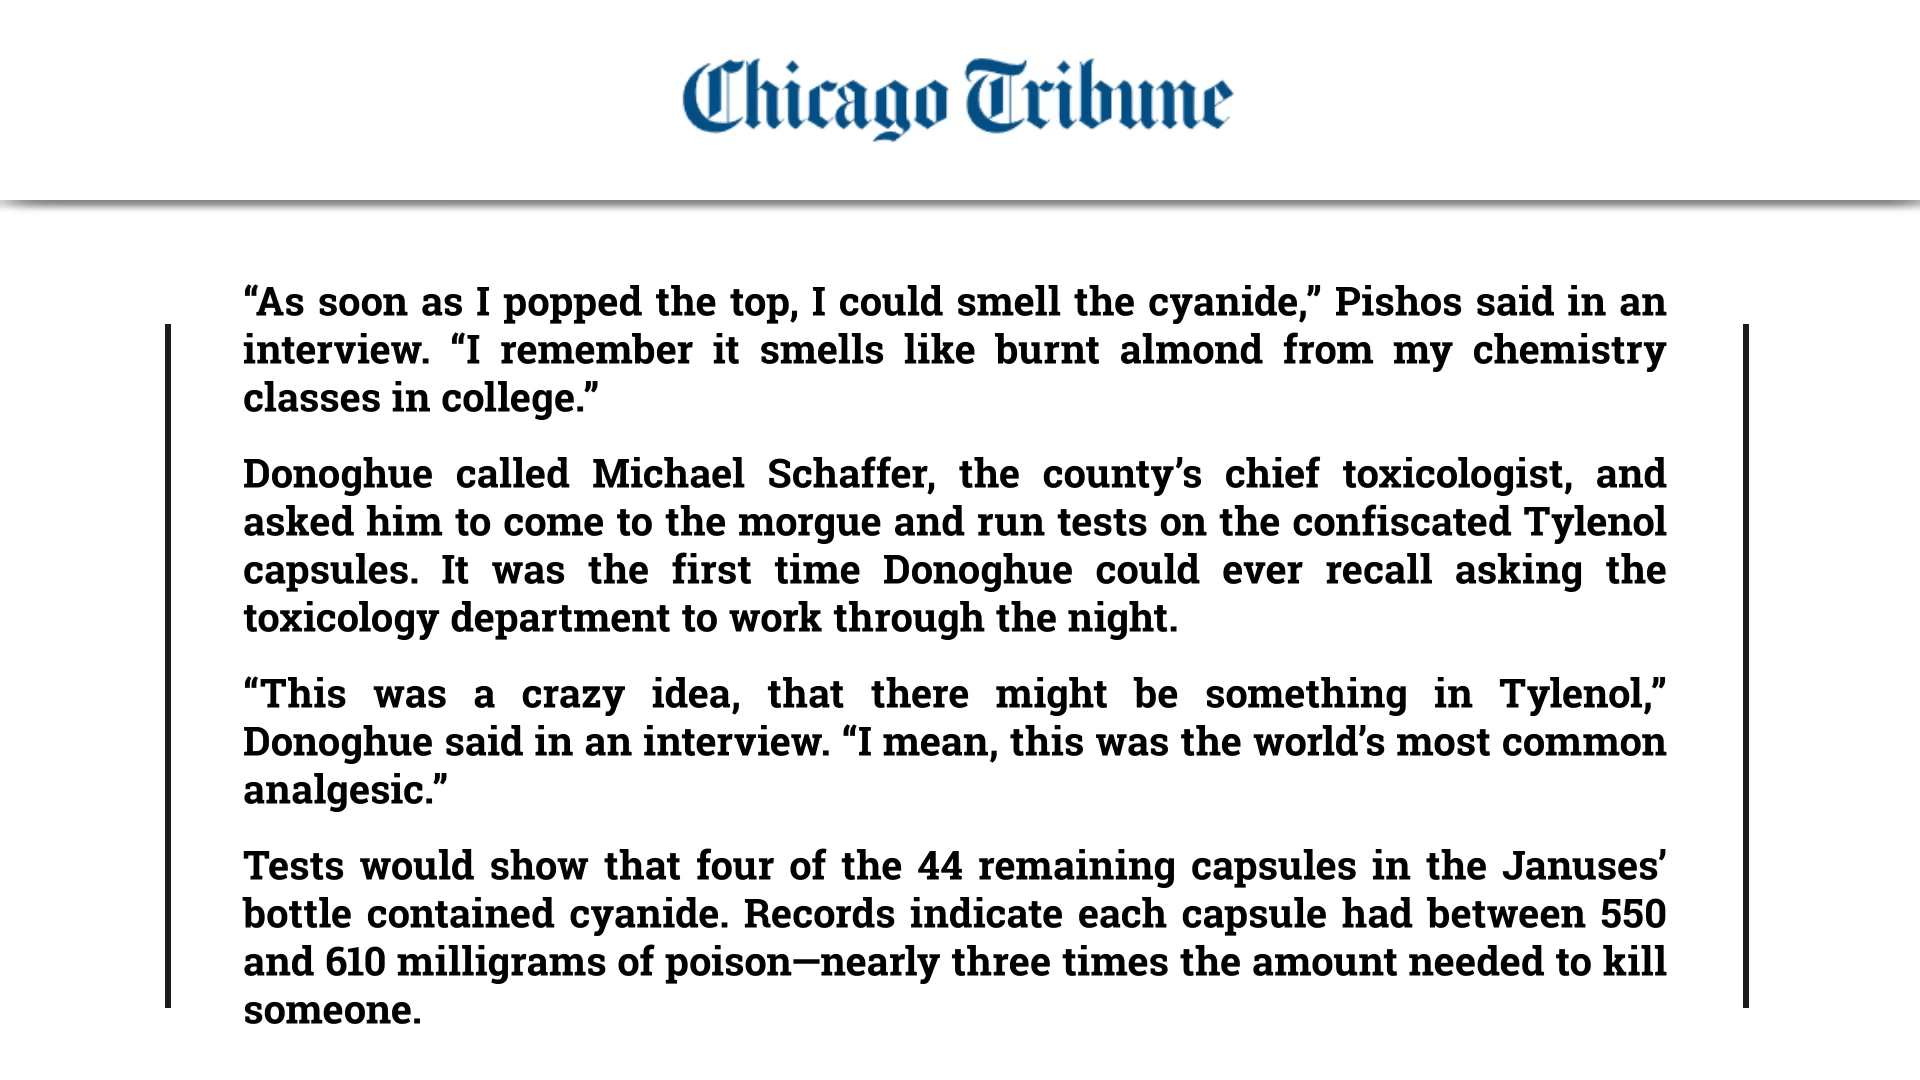 Chicago Tribune
“As soon as I popped the top, I could smell the cyanide,” Pishos said in an
interview. “I remember it smells like burnt almond from my chemistry
classes in college.”
Donoghue called Michael Schaffer, the county’s chief toxicologist, and
asked him to come to the morgue and run tests on the confiscated Tylenol
capsules. It was the first time Donoghue could ever recall asking the
toxicology department to work through the night.
“This was a crazy idea, that there might be something in Tylenol,”
Donoghue said in an interview. “I mean, this was the world’s most common
analgesic.”
Tests would show that four of the 44 remaining capsules in the Januses’
bottle contained cyanide. Records indicate each capsule had between 550
and 610 milligrams of poison—nearly three times the amount needed to kill
someone.